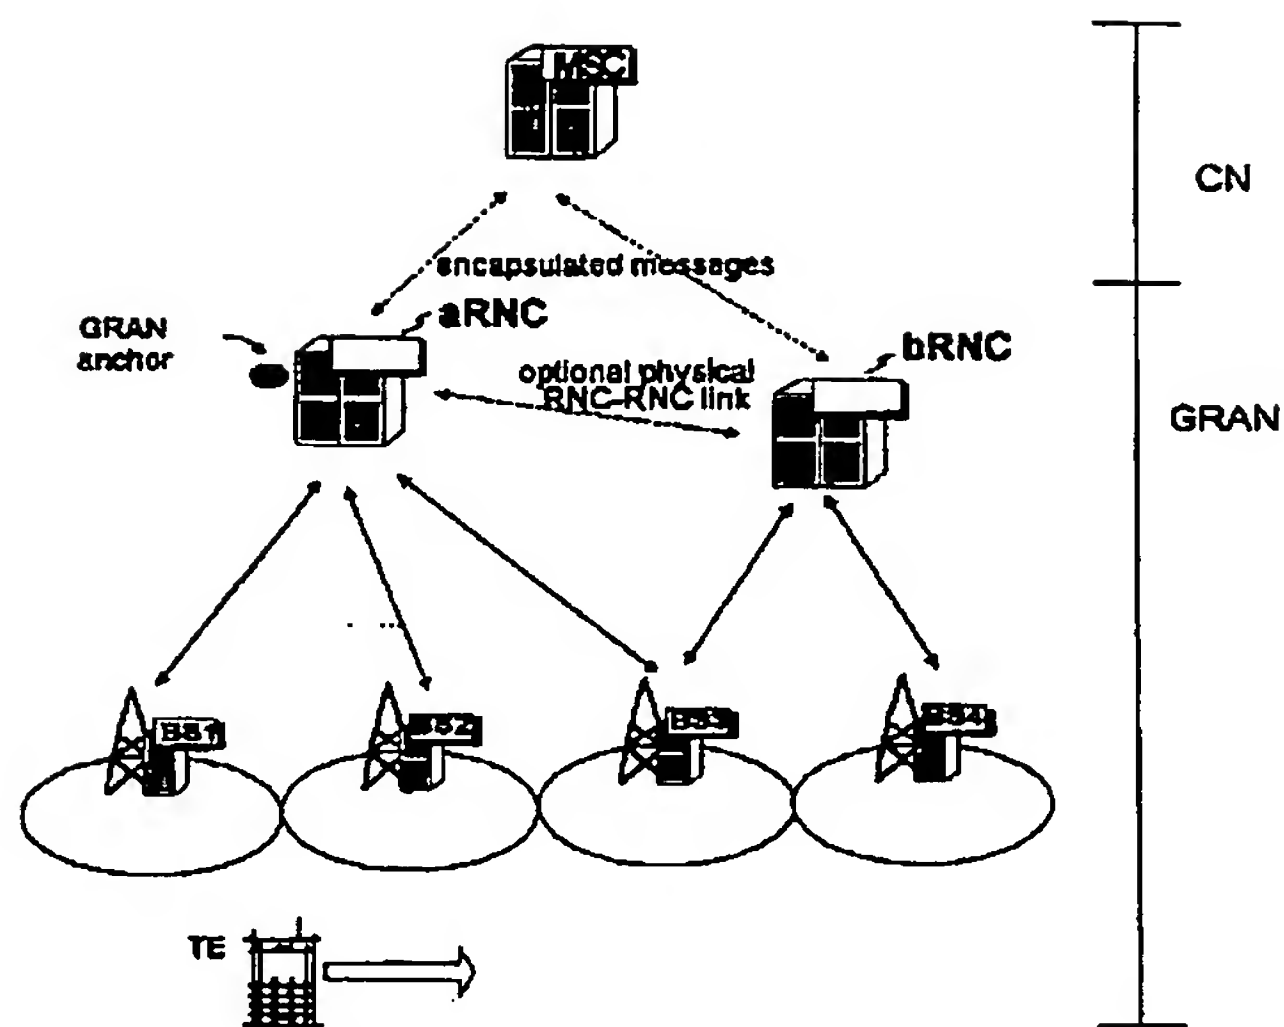 MSC
CN
encapsulated messages
aRNC
GRAN
anchor
bRNC
optional physical
RNC-RNC link
GRAN
BS1
BS2
BS3
BS4
TE